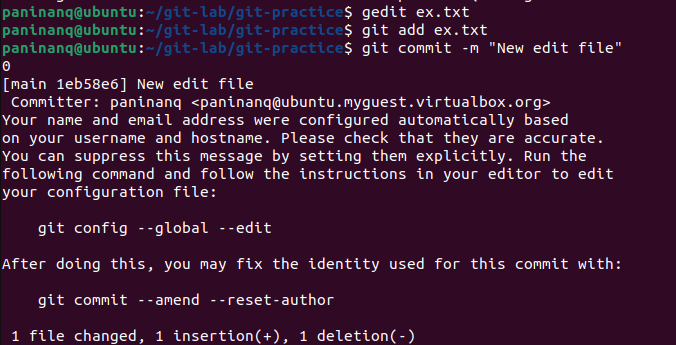 paninanq@ubuntu:~/git-lab/git-practice$ gedit ex.txt
paninanq@ubuntu:~/git-lab/git-practice$ git add ex.txt
paninanq@ubuntu:~/git-lab/git-practice$ git commit -m "New edit file"
0
[main 1eb58e6] New edit file
 Committer: paninanq <paninanq@ubuntu.myguest.virtualbox.org>
Your name and email address were configured automatically based
on your username and hostname. Please check that they are accurate.
You can suppress this message by setting them explicitly. Run the
following command and follow the instructions in your editor to edit
your configuration file:

    git config --global --edit

After doing this, you may fix the identity used for this commit with:

    git commit --amend --reset-author

 1 file changed, 1 insertion(+), 1 deletion(-)